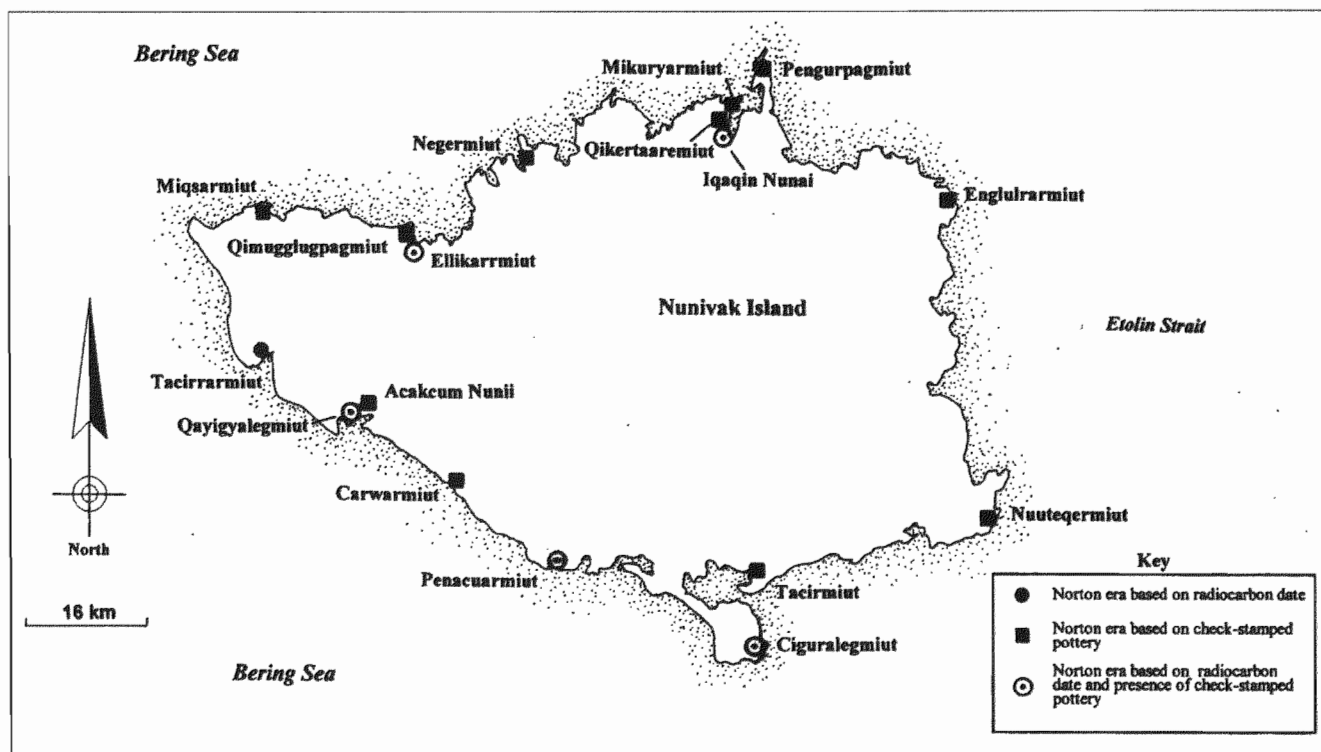 Bering Sea
Mikuryarmiut
Pengurpagmiut
Negermiut
Qikertaaremiut
Iqaqin Nunai
Miqsarmiut
Englulrarmiut
Qimugglugpagmiut
Ellikarrmiut
Nunivak Island
Etolin Strait
Tacirrarmiut
Acakcum Nunii
Qayigyalegmiut
Carwarmiut
Nuuteqermiut
North
Penacuarmiut
Tacirmiut
16 km
Ciguralegmiut
Bering Sea
Key
Norton era based on radiocarbon date
Norton era based on check-stamped
pottery
Norton era based on radiocarbon
date and presence of check-stamped
pottery